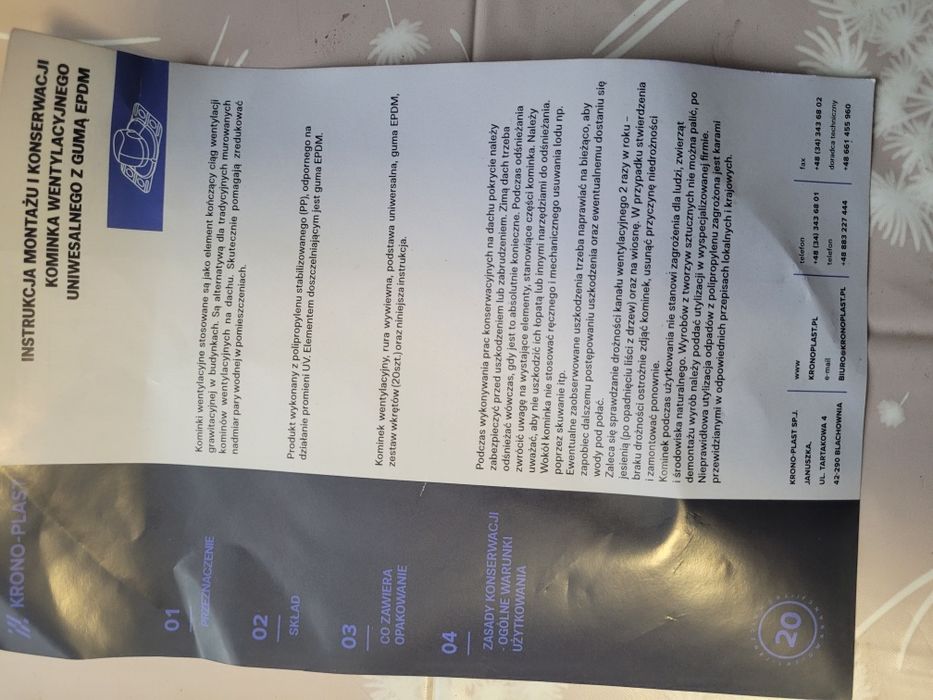 KRONO-PLAST
INSTRUKCJA MONTAŻU I KONSERWACJI
KOMINKA WENTYLACYJNEGO
UNIWESALNEGO Z GUMĄ EPDM
01
PRZEZNACZENIE
Kominki wentylacyjne stosowane są jako element kończący ciąg wentylacji
grawitacyjnej w budynkach. Są alternatywą dla tradycyjnych murowanych
kominów wentylacyjnych na dachu. Skutecznie pomagają zredukować
nadmiar pary wodnej w pomieszczeniach.
02
SKŁAD
Produkt wykonany z polipropylenu stabilizowanego (PP), odpornego na
działanie promieni UV. Elementem doszczelniającym jest guma EPDM.
03
CO ZAWIERA
OPAKOWANIE
Kominek wentylacyjny, rura wywiewna, podstawa uniwersalna, guma EPDM,
zestaw wkrętów (20szt.) oraz niniejsza instrukcja.
04
ZASADY KONSERWACJI
- OGÓLNE WARUNKI
UŻYTKOWANIA
Podczas wykonywania prac konserwacyjnych na dachu pokrycie należy
zabezpieczyć przed uszkodzeniem lub zabrudzeniem. Zimą dach trzeba
odśnieżać wówczas, gdy jest to absolutnie konieczne. Podczas odśnieżania
zwrócić uwagę na wystające elementy, stanowiące części kominka. Należy
uważać, aby nie uszkodzić ich łopatą lub innymi narzędziami do odśnieżania.
Wokół kominka nie stosować ręcznego i mechanicznego usuwania lodu np.
poprzez skuwanie itp.
Ewentualne zaobserwowane uszkodzenia trzeba naprawiać na bieżąco, aby
zapobiec dalszemu postępowaniu uszkodzenia oraz ewentualnemu dostaniu się
wody pod połać.
Zaleca się sprawdzanie drożności kanału wentylacyjnego 2 razy w roku –
jesienią (po opadnięciu liści z drzew) oraz na wiosnę. W przypadku stwierdzenia
braku drożności ostrożnie zdjąć kominek, usunąć przyczynę niedrożności
i zamontować ponownie.
Kominek podczas użytkowania nie stanowi zagrożenia dla ludzi, zwierząt
i środowiska naturalnego. Wyrobów z tworzyw sztucznych nie można palić, po
demontażu wyrób należy poddać utylizacji w wyspecjalizowanej firmie.
Nieprawidłowa utylizacja odpadów z polipropylenu zagrożona jest karami
przewidzianymi w odpowiednich przepisach lokalnych i krajowych.
20
KRONO-PLAST SP.J.
JANUSZKA,
UL. TARTAKOWA 4
42-290 BLACHOWNIA
www
KRONOPLAST.PL
e-mail
BIURO@KRONOPLAST.PL
telefon
+48 (34) 343 68 01
telefon
+48 883 227 444
fax
+48 (34) 343 68 02
doradca techniczny
+48 661 455 960